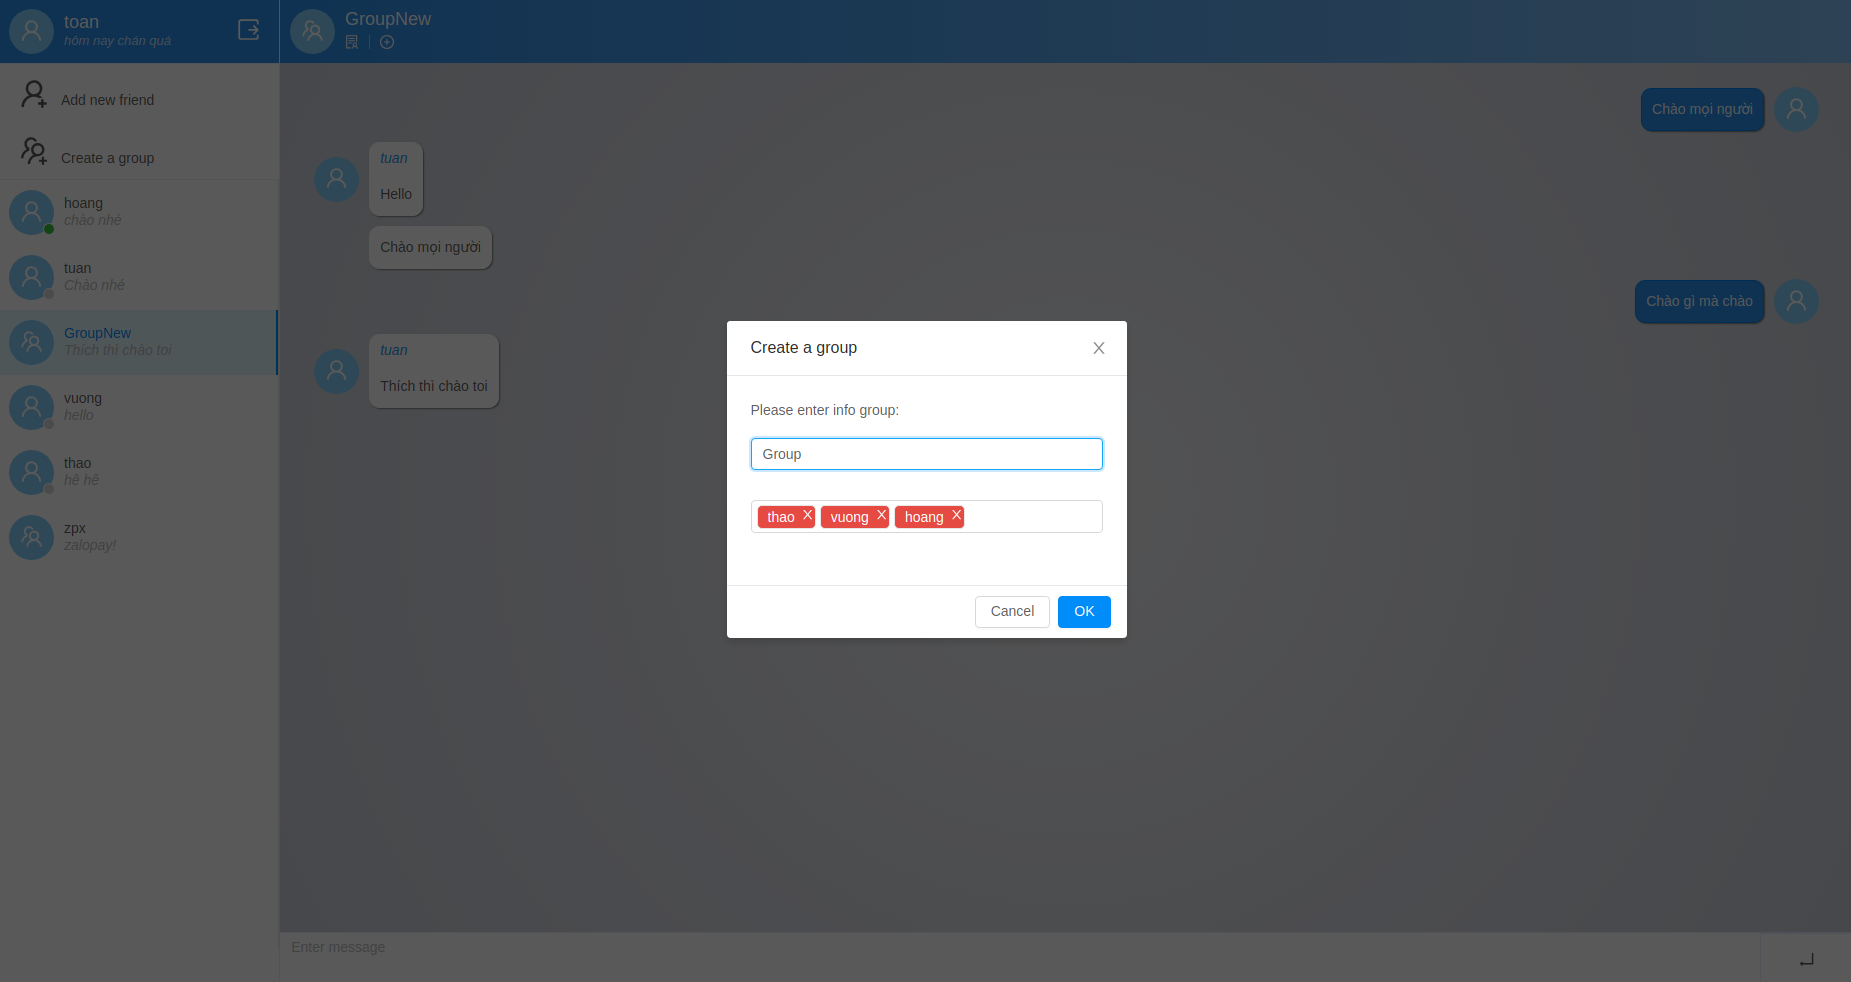 toan
hôm nay chán quá
GroupNew
Add new friend
Create a group
hoang
chào nhé
tuan
Chào nhé
GroupNew
Thích thì chào toi
vuong
hello
thao
hê hê
zpx
zalopay!
Chào mọi người
tuan
Hello
Chào mọi người
Chào gì mà chào
tuan
Thích thì chào toi
Create a group
Please enter info group:
Group
thao vuong hoang
Cancel OK
Enter message